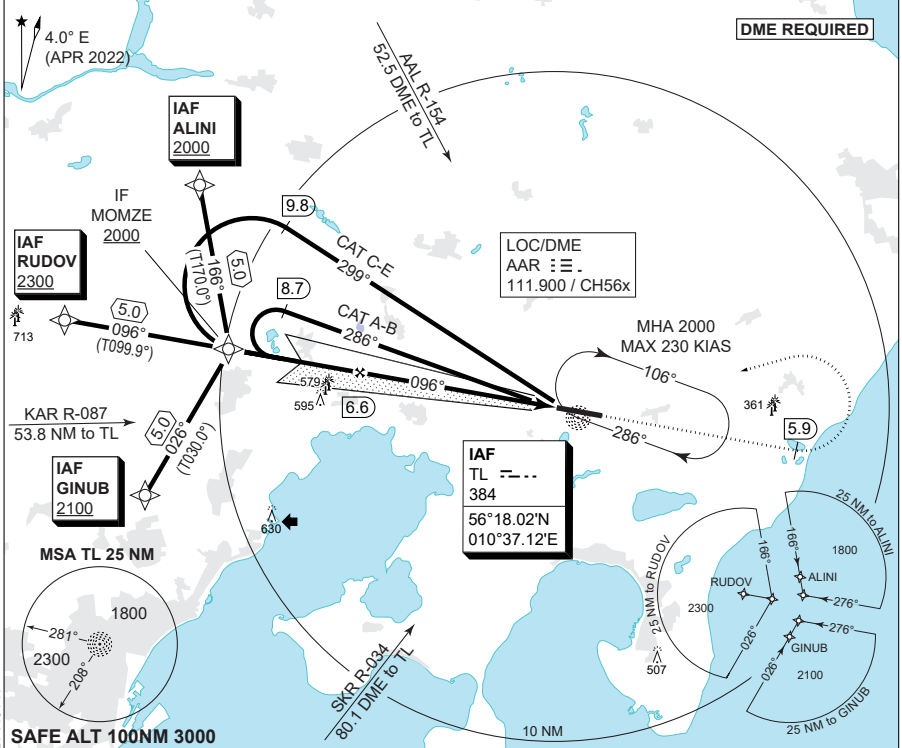 4.0° E
(APR 2022)
DME REQUIRED
AAL R-154
52.5 DME to TL
IAF
ALINI
2000
IF
MOMZE
2000
IAF
RUDOV
2300
166°
(T170.0°)
5.0
9.8
CAT C-E
299°
LOC/DME
AAR
111.900 / CH56x
5.0
096°
(T099.9°)
713
8.7
CAT A-B
286°
MHA 2000
MAX 230 KIAS
106°
286°
579
595
096°
6.6
361
5.9
KAR R-087
53.8 NM to TL
5.0
026°
(T030.0°)
IAF
GINUB
2100
IAF
TL
384
56°18.02'N
010°37.12'E
630
MSA TL 25 NM
1800
281°
2300
208°
SAFE ALT 100NM 3000
SKR R-034
80.1 DME to TL
10 NM
507
25 NM to RUDOV
166°
RUDOV
2300
026°
25 NM to ALINI
166°
1800
ALINI
276°
276°
GINUB
026°
2100
25 NM to GINUB